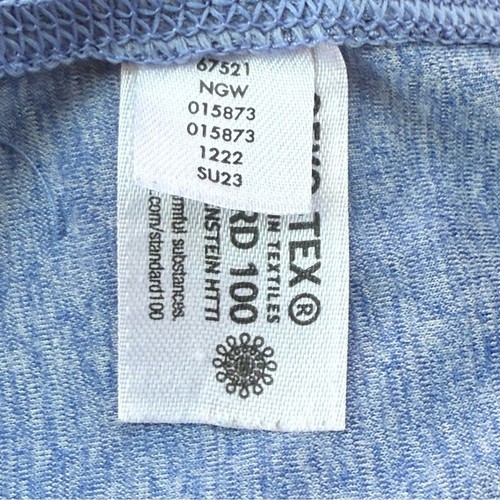 67521
NGW
015873
015873
1222
SU23
TEX®
IN TEXTILES
RD 100
NSTEIN HTTI
rmful substances.
com/standard100